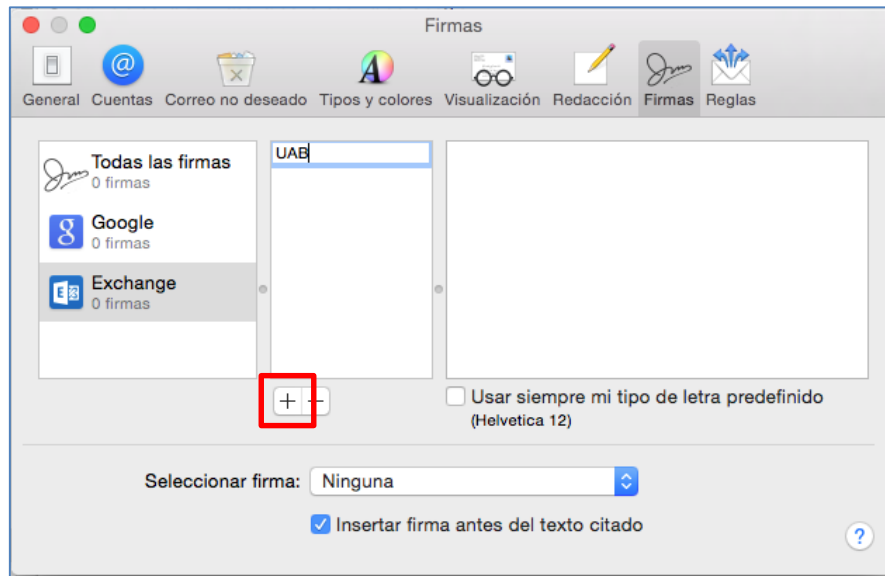 Firmas
General Cuentas Correo no deseado Tipos y colores Visualización Redacción Firmas Reglas
Todas las firmas
0 firmas
Google
0 firmas
Exchange
0 firmas
UAB
Usar siempre mi tipo de letra predefinido
(Helvetica 12)
Seleccionar firma: Ninguna
Insertar firma antes del texto citado